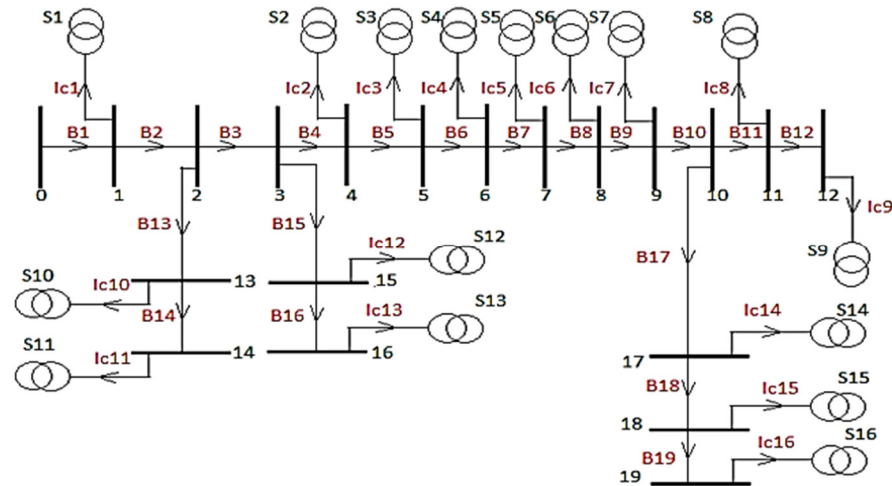 S1 S2 S3 S4 S5 S6 S7 S8
Ic1 Ic2 Ic3 Ic4 Ic5 Ic6 Ic7 Ic8
B1 B2 B3 B4 B5 B6 B7 B8 B9 B10 B11 B12
0 1 2 3 4 5 6 7 8 9 10 11 12
Ic9
B13 B15
S12
Ic12
S9
B17
S10
Ic10 13 15
S13
B14 B16 Ic13
S11
Ic14 S14
Ic11 14 16
17
B18
S15
Ic15
18
Ic16 S16
B19
19